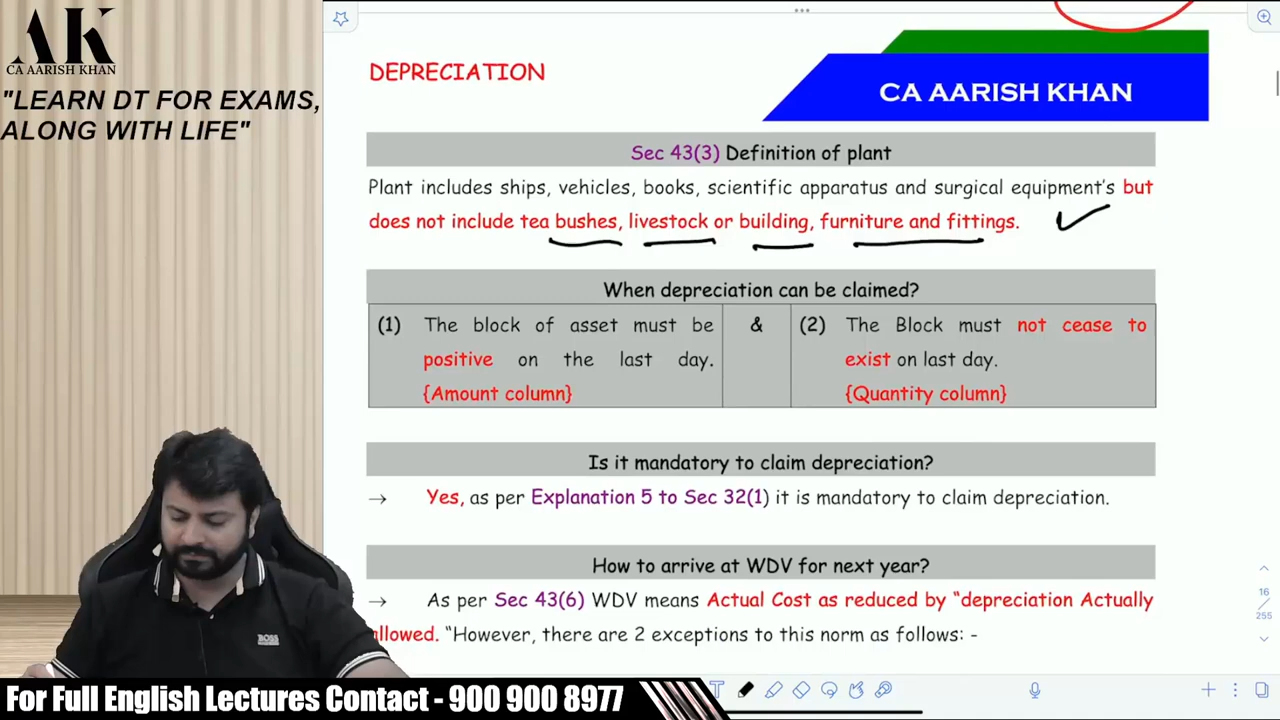 AK
CA AARISH KHAN
"LEARN DT FOR EXAMS,
ALONG WITH LIFE"
DEPRECIATION
CA AARISH KHAN
Sec 43(3) Definition of plant
Plant includes ships, vehicles, books, scientific apparatus and surgical equipment's but
does not include tea bushes, livestock or building, furniture and fittings.
When depreciation can be claimed?
(1) The block of asset must be
positive on the last day.
{Amount column}
&
(2) The Block must not cease to
exist on last day.
{Quantity column}
Is it mandatory to claim depreciation?
→ Yes, as per Explanation 5 to Sec 32(1) it is mandatory to claim depreciation.
How to arrive at WDV for next year?
→ As per Sec 43(6) WDV means Actual Cost as reduced by “depreciation Actually
allowed. “However, there are 2 exceptions to this norm as follows: -
16
255
BOSS
For Full English Lectures Contact - 900 900 8977